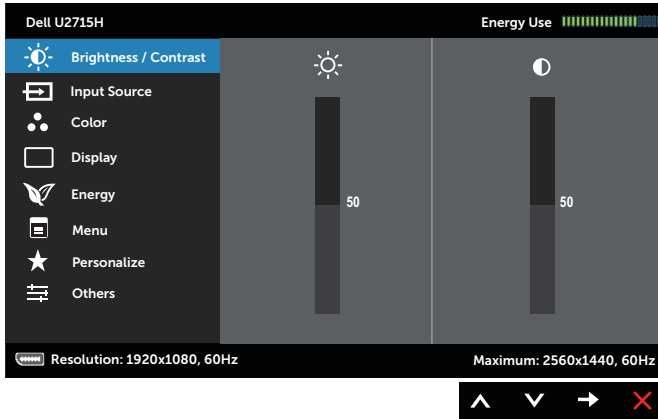 Dell U2715H
Energy Use
Brightness / Contrast
Input Source
Color
Display
Energy
Menu
Personalize
Others
50
50
Resolution: 1920x1080, 60Hz
Maximum: 2560x1440, 60Hz